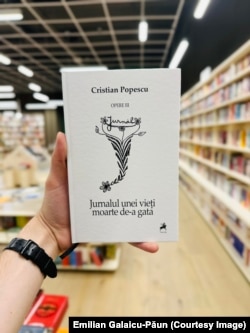 Cristian Popescu
OPERE III
Jurnal
Jurnalul unei vieți
moarte de-a gata
Emilian Galaicu-Păun (Courtesy Image)